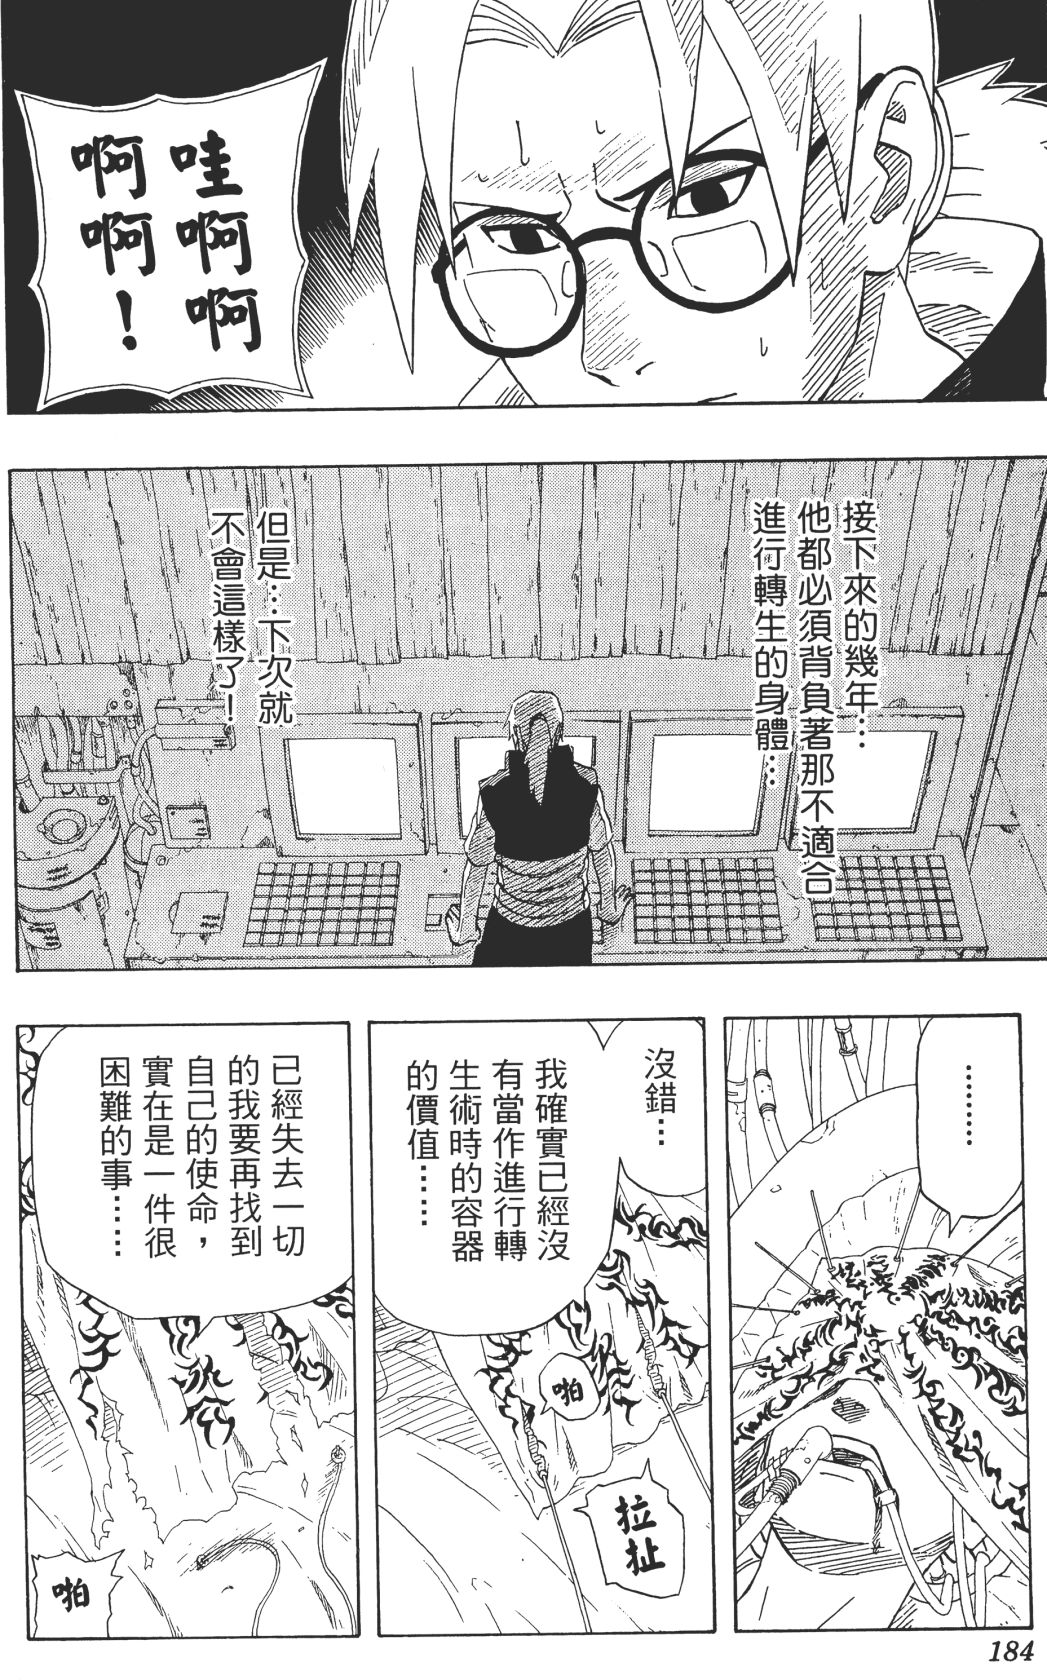 哇啊啊
啊啊！
接下來的幾年…
他都必須背負著那不適合
進行轉生的身體…
但是…下次就
不會這樣了！
………
沒錯…
我確實已經沒
有當作進行轉
生術時的容器
的價值……
啪
拉扯
已經失去一切
的我要再找到
自己的使命，
實在是一件很
困難的事……
啪
184